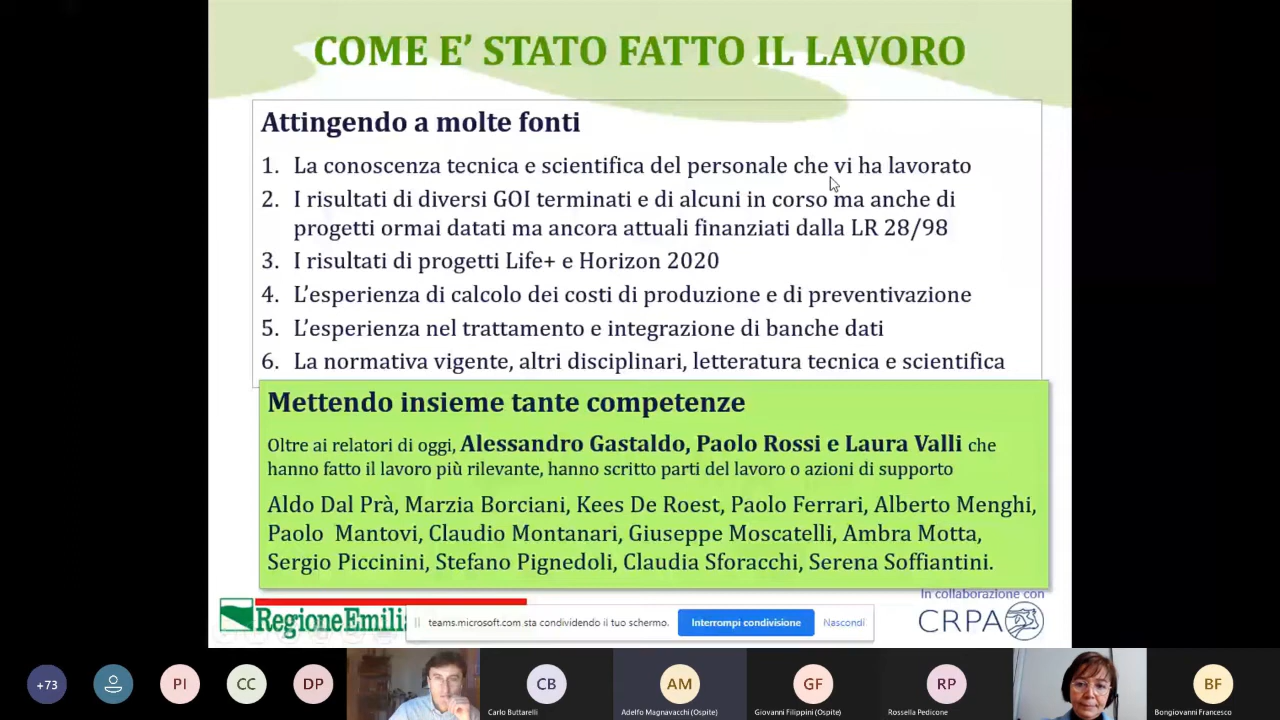 COME E’ STATO FATTO IL LAVORO
Attingendo a molte fonti
1. La conoscenza tecnica e scientifica del personale che vi ha lavorato
2. I risultati di diversi GOI terminati e di alcuni in corso ma anche di
progetti ormai datati ma ancora attuali finanziati dalla LR 28/98
3. I risultati di progetti Life+ e Horizon 2020
4. L’esperienza di calcolo dei costi di produzione e di preventivazione
5. L’esperienza nel trattamento e integrazione di banche dati
6. La normativa vigente, altri disciplinari, letteratura tecnica e scientifica
Mettendo insieme tante competenze
Oltre ai relatori di oggi, Alessandro Gastaldo, Paolo Rossi e Laura Valli che
hanno fatto il lavoro più rilevante, hanno scritto parti del lavoro o azioni di supporto
Aldo Dal Prà, Marzia Borciani, Kees De Roest, Paolo Ferrari, Alberto Menghi,
Paolo Mantovi, Claudio Montanari, Giuseppe Moscatelli, Ambra Motta,
Sergio Piccinini, Stefano Pignedoli, Claudia Sforacchi, Serena Soffiantini.
In collaborazione con
RegioneEmili
teams.microsoft.com sta condividendo il tuo schermo.
Interrompi condivisione
Nascondi
CRPA
+73
PI
CC
DP
CB
AM
GF
RP
BF
Carlo Buttarelli
Adelfo Magnavacchi (Ospite)
Giovanni Filippini (Ospite)
Rossella Pedicone
Bongiovanni Francesco